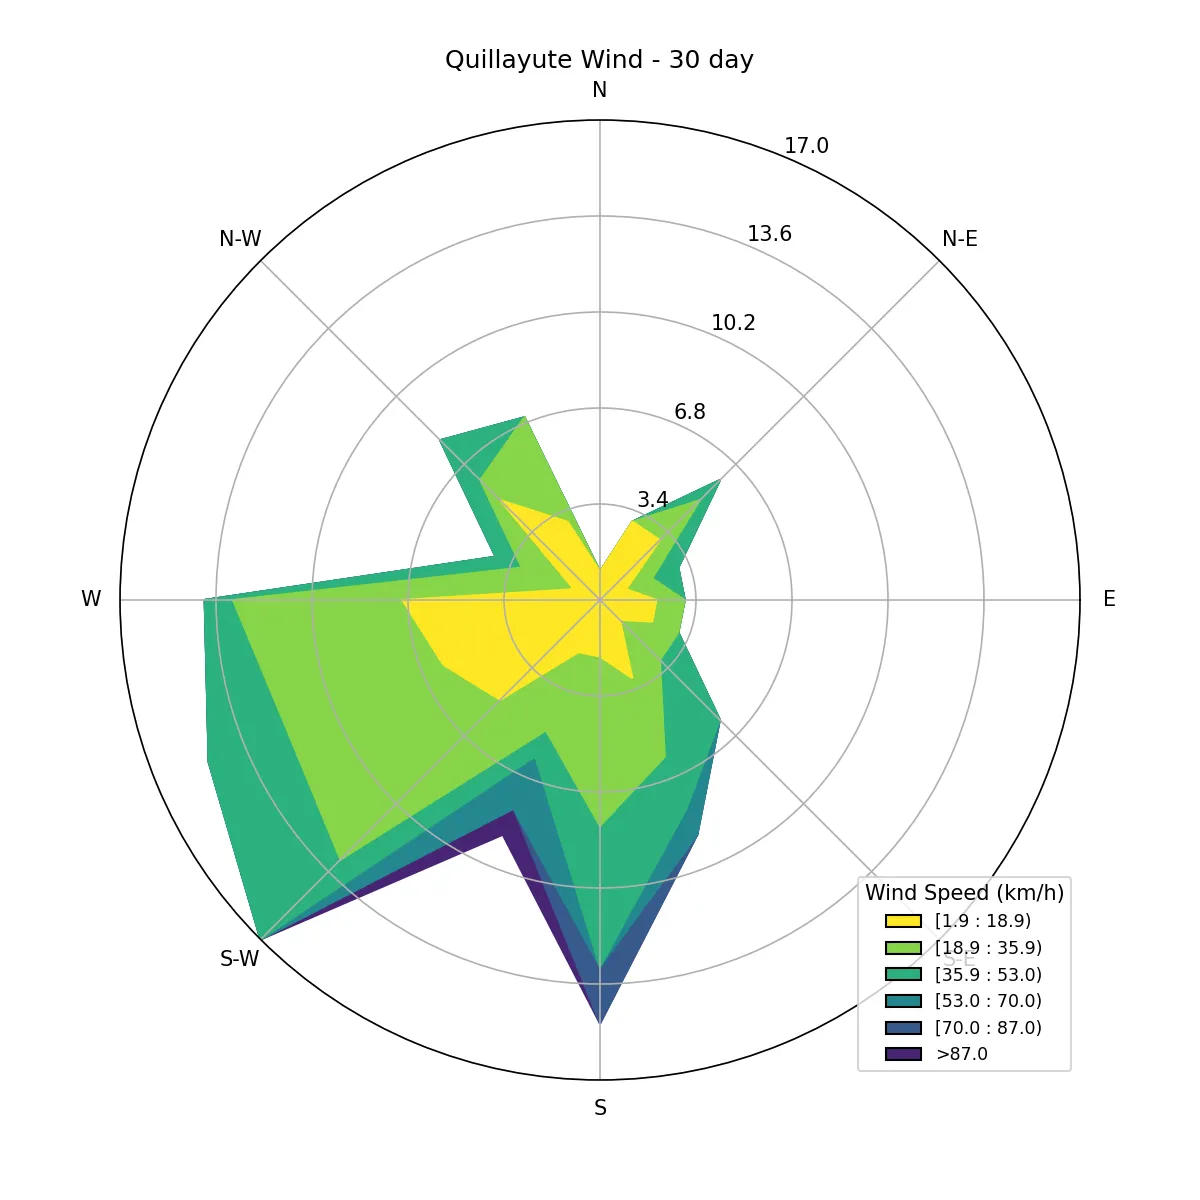 Quillayute Wind - 30 day
N
17.0
13.6
N-W
N-E
10.2
6.8
3.4
W
E
S-W
S-E
S
Wind Speed (km/h)
[1.9 : 18.9)
[18.9 : 35.9)
[35.9 : 53.0)
[53.0 : 70.0)
[70.0 : 87.0)
>87.0